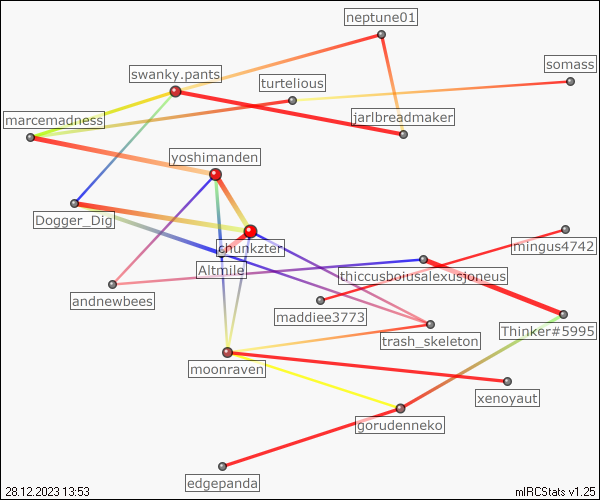 neptune01
somass
swanky.pants
turtelious
marcemadness
jarlbreadmaker
yoshimanden
Dogger_Dig
chunkzter
mingus4742
Altmile
thiccusboiusalexusjoneus
andnewbees
maddiee3773
Thinker#5995
trash_skeleton
moonraven
xenoyaut
gorudenneko
edgepanda
28.12.2023 13:53
mIRCStats v1.25